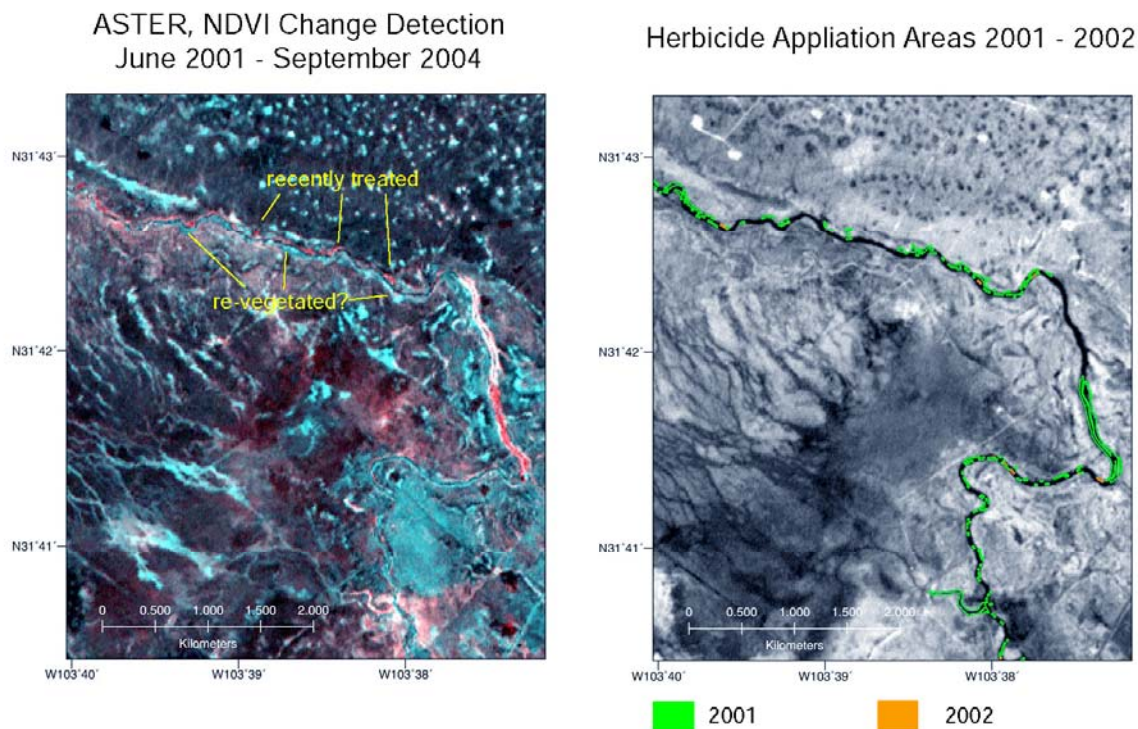 ASTER, NDVI Change Detection
June 2001 - September 2004
N31°43´
N31°42´
N31°41´
recently treated
re-vegetated?
0 0.500 1.000 1.500 2.000
Kilometers
W103°40´ W103°39´ W103°38´
Herbicide Appliation Areas 2001 - 2002
N31°43´
N31°42´
N31°41´
0 0.500 1.000 1.500 2.000
Kilometers
W103°40´ W103°39´ W103°38´
2001 2002